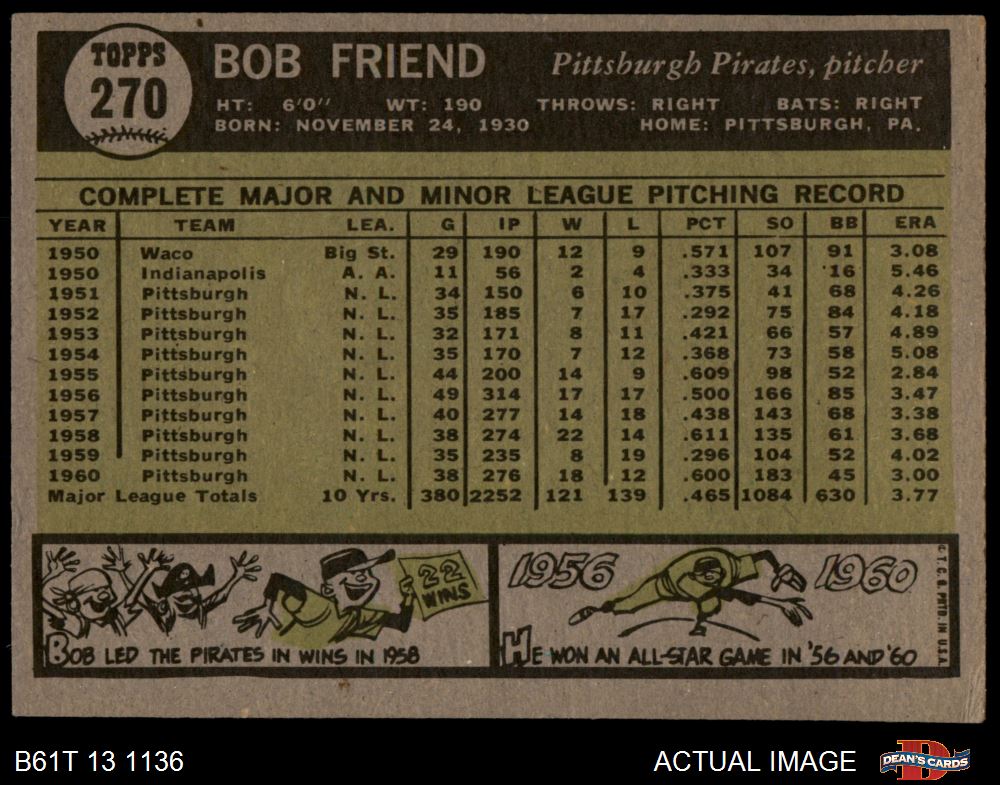 TOPPS
270
BOB FRIEND
Pittsburgh Pirates, pitcher
HT: 6'0" WT: 190 THROWS: RIGHT BATS: RIGHT
BORN: NOVEMBER 24, 1930 HOME: PITTSBURGH, PA.
COMPLETE MAJOR AND MINOR LEAGUE PITCHING RECORD
YEAR TEAM LEA. G IP W L PCT SO BB ERA
1950 Waco Big St. 29 190 12 9 .571 107 91 3.08
1950 Indianapolis A. A. 11 56 2 4 .333 34 16 5.46
1951 Pittsburgh N. L. 34 150 6 10 .375 41 68 4.26
1952 Pittsburgh N. L. 35 185 7 17 .292 75 84 4.18
1953 Pittsburgh N. L. 32 171 8 11 .421 66 57 4.89
1954 Pittsburgh N. L. 35 170 7 12 .368 73 58 5.08
1955 Pittsburgh N. L. 44 200 14 9 .609 98 52 2.84
1956 Pittsburgh N. L. 49 314 17 17 .500 166 85 3.47
1957 Pittsburgh N. L. 40 277 14 18 .438 143 68 3.38
1958 Pittsburgh N. L. 38 274 22 14 .611 135 61 3.68
1959 Pittsburgh N. L. 35 235 8 19 .296 104 52 4.02
1960 Pittsburgh N. L. 38 276 18 12 .600 183 45 3.00
Major League Totals 10 Yrs. 380 2252 121 139 .465 1084 630 3.77
22
WINS
BOB LED THE PIRATES IN WINS IN 1958
1956 1960
HE WON AN ALL-STAR GAME IN '56 AND '60
© T. C. G. PRTD. IN U.S.A.
B61T 13 1136
ACTUAL IMAGE
D
DEAN'S CARDS